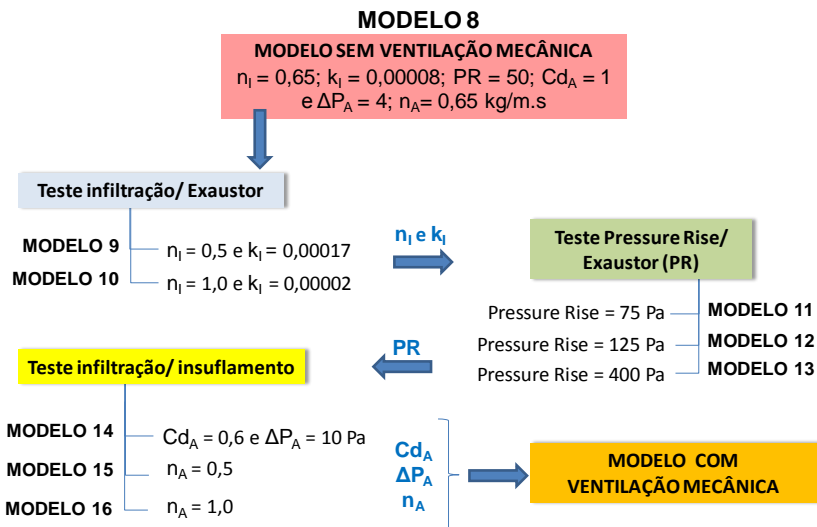 MODELO 8
MODELO SEM VENTILAÇÃO MECÂNICA
nI = 0,65; kI = 0,00008; PR = 50; CdA = 1
e ΔPA = 4; nA= 0,65 kg/m.s
Teste infiltração/ Exaustor
MODELO 9 nI = 0,5 e kI = 0,00017
MODELO 10 nI = 1,0 e kI = 0,00002
nI e kI
Teste Pressure Rise/
Exaustor (PR)
Pressure Rise = 75 Pa MODELO 11
Pressure Rise = 125 Pa MODELO 12
Pressure Rise = 400 Pa MODELO 13
PR
Teste infiltração/ insuflamento
MODELO 14 CdA = 0,6 e ΔPA = 10 Pa
MODELO 15 nA = 0,5
MODELO 16 nA = 1,0
CdA
ΔPA
nA
MODELO COM
VENTILAÇÃO MECÂNICA